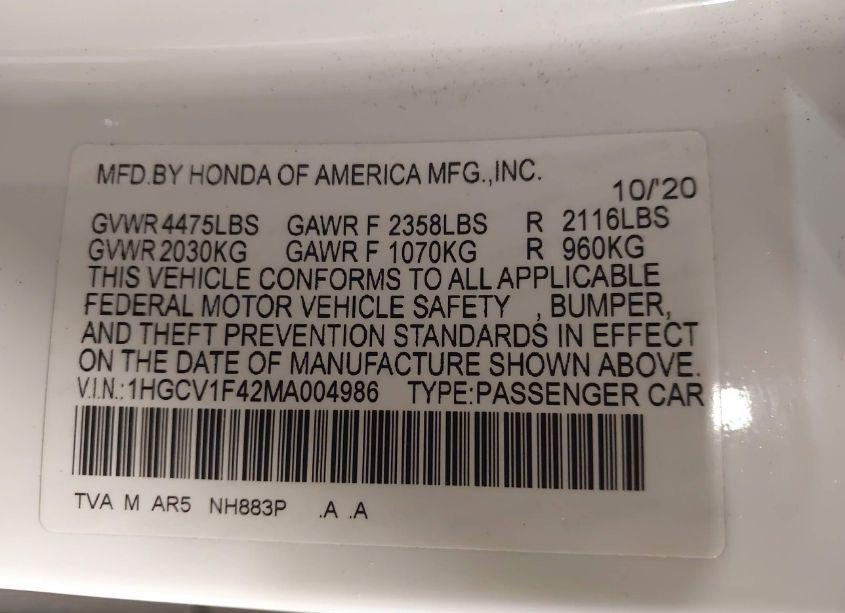 MFD.BY HONDA OF AMERICA MFG.,INC.
10/'20
GVWR 4475LBS GAWR F 2358LBS R 2116LBS
GVWR 2030KG GAWR F 1070KG R 960KG
THIS VEHICLE CONFORMS TO ALL APPLICABLE
FEDERAL MOTOR VEHICLE SAFETY , BUMPER,
AND THEFT PREVENTION STANDARDS IN EFFECT
ON THE DATE OF MANUFACTURE SHOWN ABOVE.
V.I.N.:1HGCV1F42MA004986 TYPE:PASSENGER CAR
TVA M AR5 NH883P .A .A